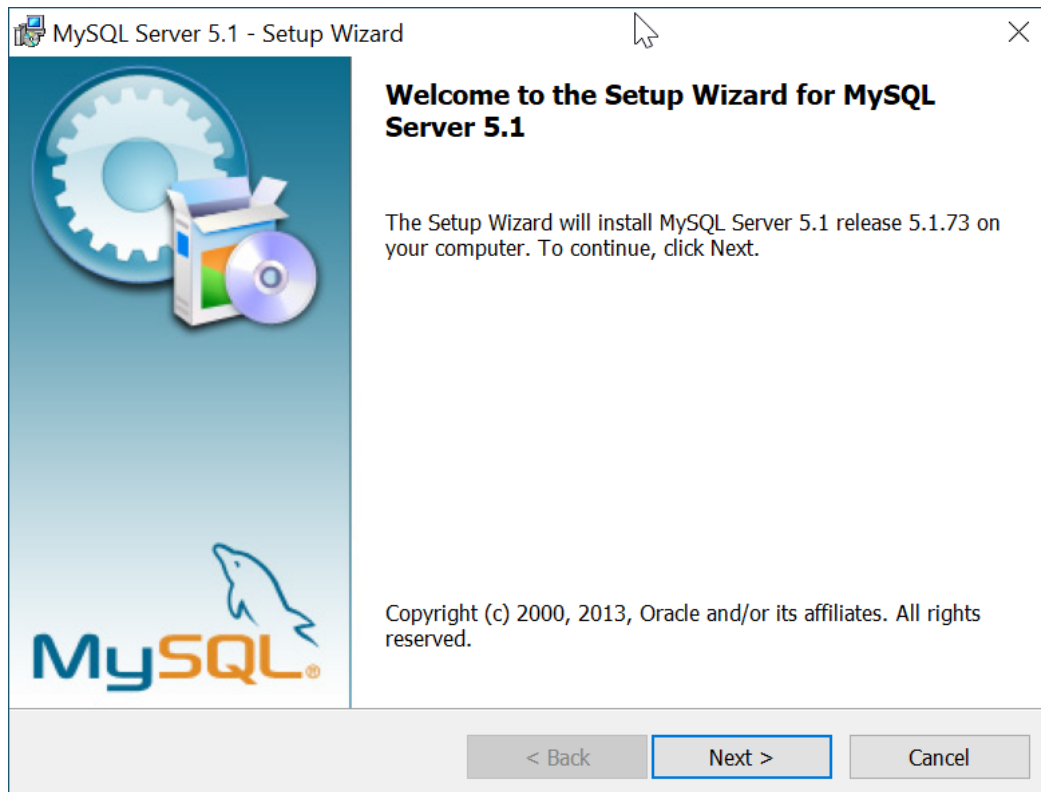 MySQL Server 5.1 - Setup Wizard
Welcome to the Setup Wizard for MySQL
Server 5.1
The Setup Wizard will install MySQL Server 5.1 release 5.1.73 on
your computer. To continue, click Next.
Copyright (c) 2000, 2013, Oracle and/or its affiliates. All rights
reserved.
MySQL®
< Back
Next >
Cancel